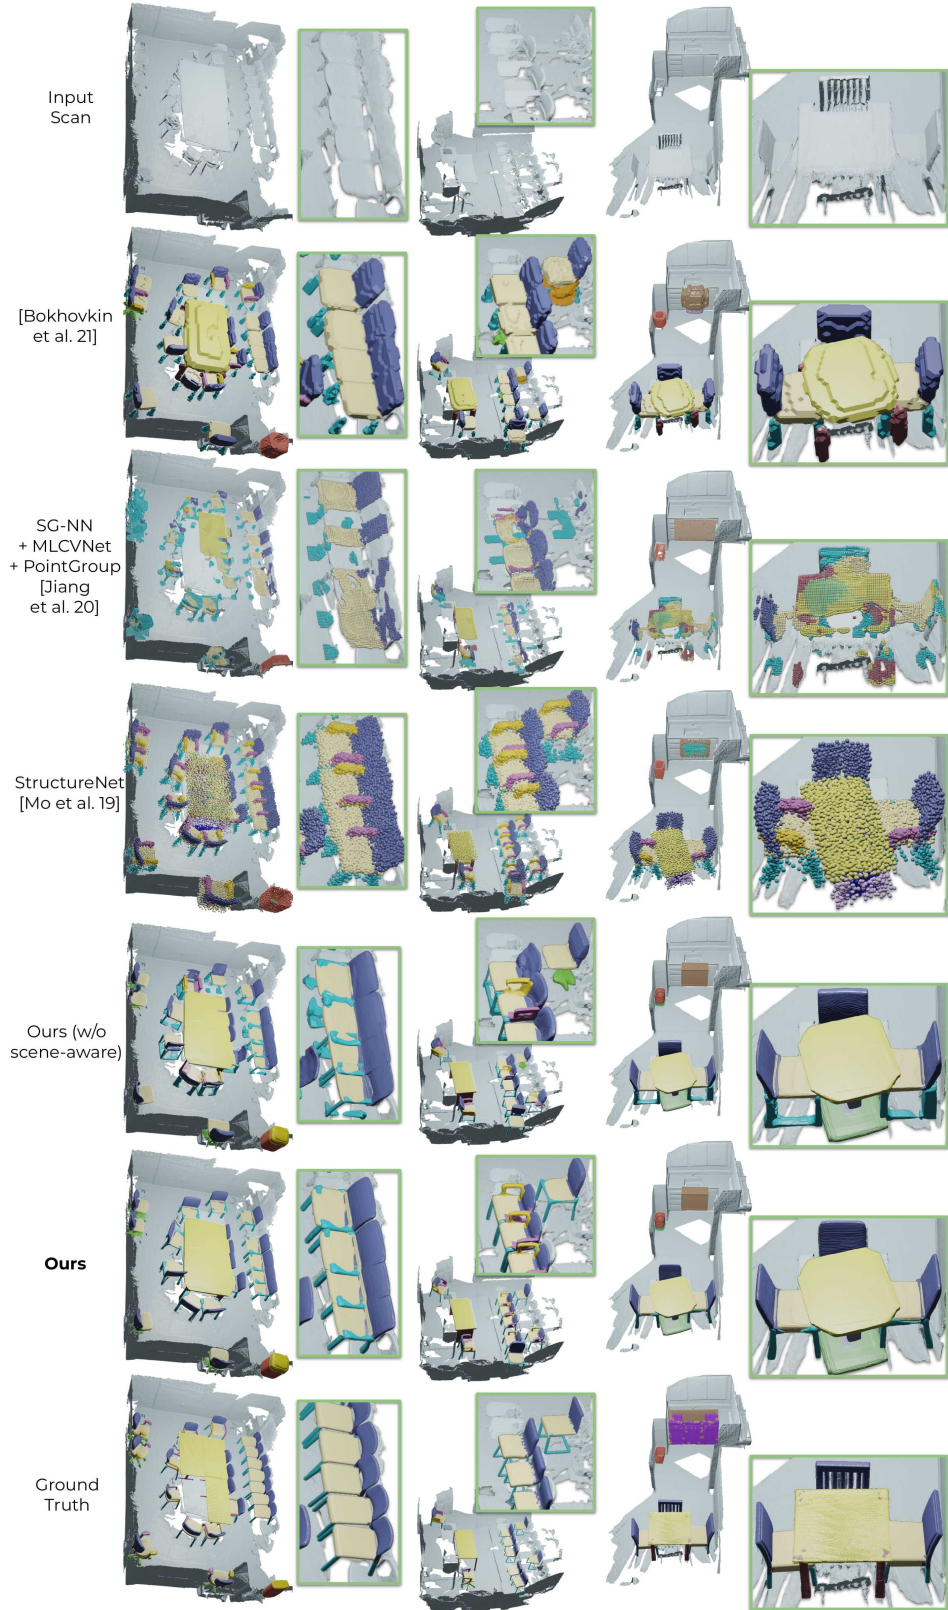 Input
Scan
[Bokhovkin
et al. 21]
SG-NN
+ MLCVNet
+ PointGroup
[Jiang
et al. 20]
StructureNet
[Mo et al. 19]
Ours (w/o
scene-aware)
Ours
Ground
Truth